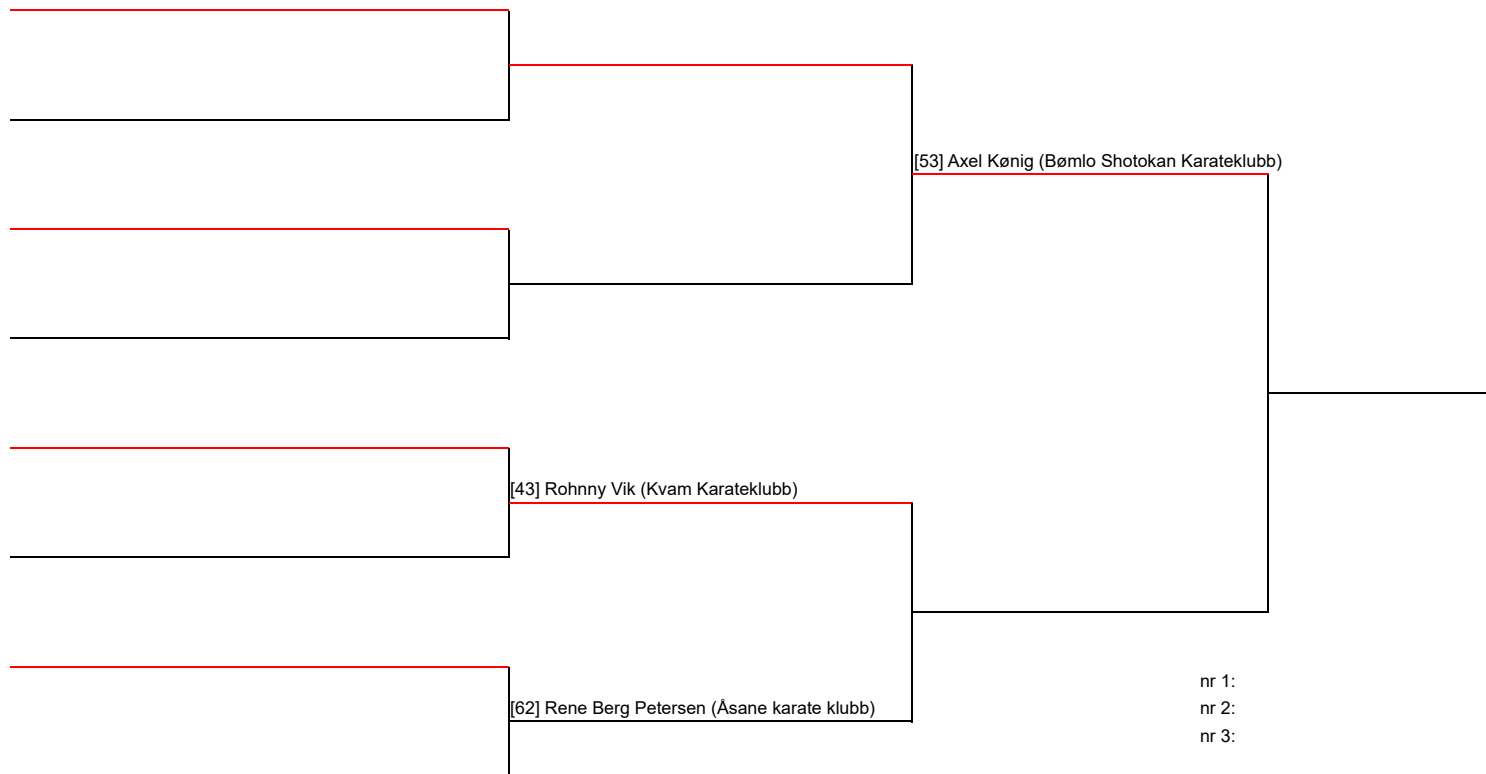 [53] Axel Kønig (Bømlo Shotokan Karateklubb)
[43] Rohnny Vik (Kvam Karateklubb)
[62] Rene Berg Petersen (Åsane karate klubb)
nr 1:
nr 2:
nr 3: